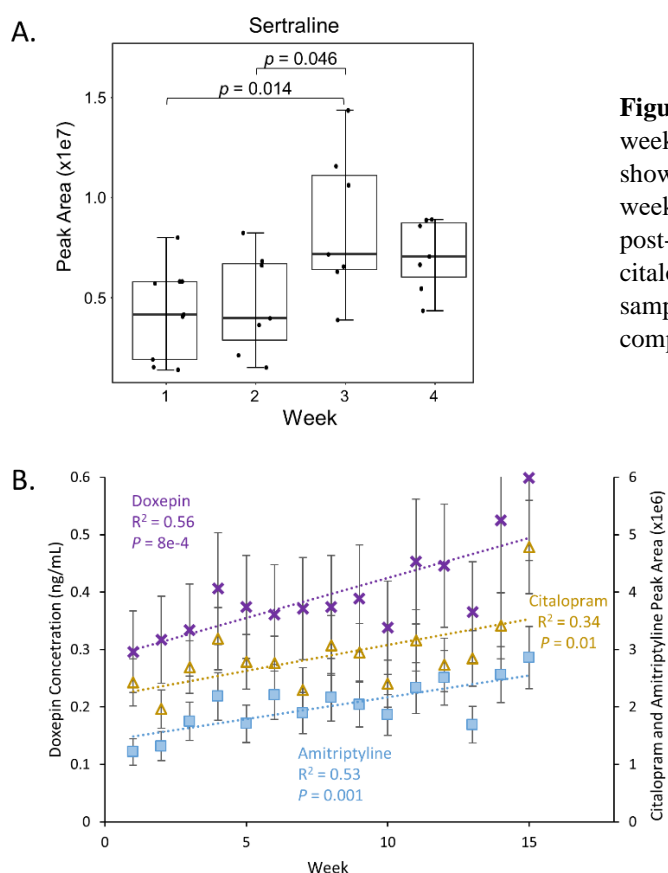 A.
Sertraline
p = 0.046
p = 0.014
1.5
1.0
0.5
Peak Area (x1e7)
1 2 3 4
Week
Figu
week
show
week
post-
citalo
samp
comp
B.
0.6
0.5
0.4
0.3
0.2
0.1
0
Doxepin Concetration (ng/mL)
Doxepin
R² = 0.56
P = 8e-4
Citalopram
R² = 0.34
P = 0.01
Amitriptyline
R² = 0.53
P = 0.001
6
5
4
3
2
1
0
Citalopram and Amitriptyline Peak Area (x1e6)
0 5 10 15
Week